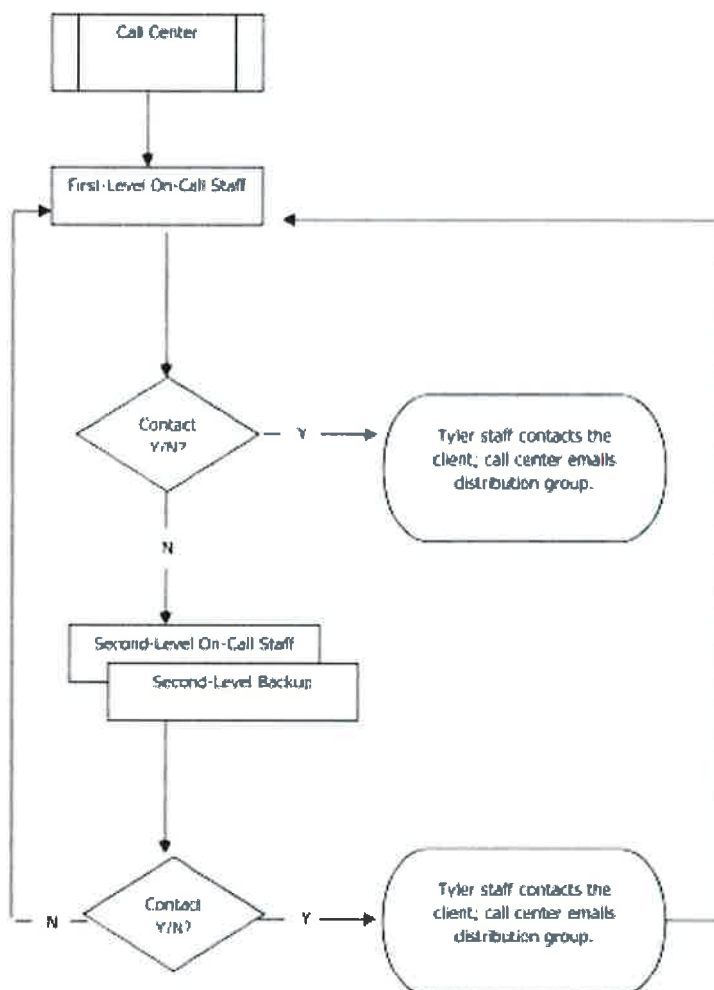 Call Center
First-Level On-Call Staff
Contact
Y/N?
Y
Tyler staff contacts the
client; call center emails
distribution group.
N
Second-Level On-Call Staff
Second-Level Backup
Contact
Y/N?
N
Y
Tyler staff contacts the
client; call center emails
distribution group.